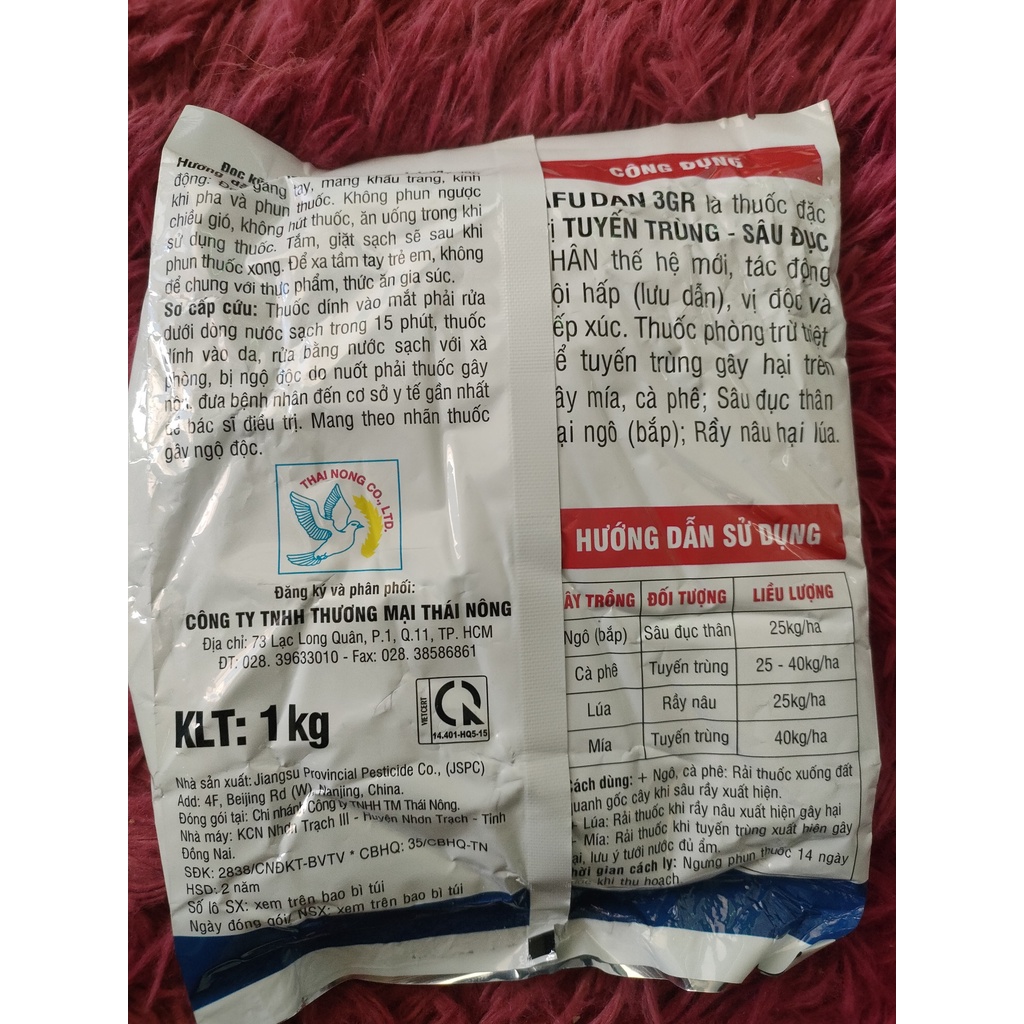 Đọc kỹ
Hướng
động: găng tay, mang khẩu trang, kính
khi pha và phun thuốc. Không phun ngược
chiều gió, không hút thuốc, ăn uống trong khi
sử dụng thuốc. Tắm, giặt sạch sẽ sau khi
phun thuốc xong. Để xa tầm tay trẻ em, không
để chung với thực phẩm, thức ăn gia súc.
Sơ cấp cứu: Thuốc dính vào mắt phải rửa
dưới dòng nước sạch trong 15 phút, thuốc
dính vào da, rửa bằng nước sạch với xà
phòng, bị ngộ độc do nuốt phải thuốc gây
nôn, đưa bệnh nhân đến cơ sở y tế gần nhất
để bác sĩ điều trị. Mang theo nhãn thuốc
gây ngộ độc.
THAI NONG CO., LTD.
Đăng ký và phân phối:
CÔNG TY TNHH THƯƠNG MẠI THÁI NÔNG
Địa chỉ: 73 Lạc Long Quân, P.1, Q.11, TP. HCM
ĐT: 028. 39633010 - Fax: 028. 38586861
KLT: 1 kg
VIETCERT
14.401-HQ5-15
Nhà sản xuất: Jiangsu Provincial Pesticide Co., (JSPC)
Add: 4F, Beijing Rd (W), Nanjing, China.
Đóng gói tại: Chi nhánh Công ty TNHH TM Thái Nông.
Nhà máy: KCN Nhơn Trạch III - Huyện Nhơn Trạch - Tỉnh
Đồng Nai.
SĐK: 2838/CNĐKT-BVTV * CBHQ: 35/CBHQ-TN
HSD: 2 năm
Số lô SX: xem trên bao bì túi
Ngày đóng gói/ NSX: xem trên bao bì túi
CÔNG DỤNG
AFUDAN 3GR là thuốc đặc
ị TUYẾN TRÙNG - SÂU ĐỤC
HÂN thế hệ mới, tác động
ội hấp (lưu dẫn), vị độc và
ếp xúc. Thuốc phòng trừ triệt
ể tuyến trùng gây hại trên
ây mía, cà phê; Sâu đục thân
ại ngô (bắp); Rầy nâu hại lúa.
HƯỚNG DẪN SỬ DỤNG
ÂY TRỒNG ĐỐI TƯỢNG LIỀU LƯỢNG
Ngô (bắp) Sâu đục thân 25kg/ha
Cà phê Tuyến trùng 25 - 40kg/ha
Lúa Rầy nâu 25kg/ha
Mía Tuyến trùng 40kg/ha
Cách dùng: + Ngô, cà phê: Rải thuốc xuống đất
quanh gốc cây khi sâu rầy xuất hiện.
Lúa: Rải thuốc khi rầy nâu xuất hiện gây hại
- Mía: Rải thuốc khi tuyến trùng xuất hiện gây
ại, lưu ý tưới nước đủ ẩm.
hời gian cách ly: Ngưng phun thuốc 14 ngày
khi thu hoạch